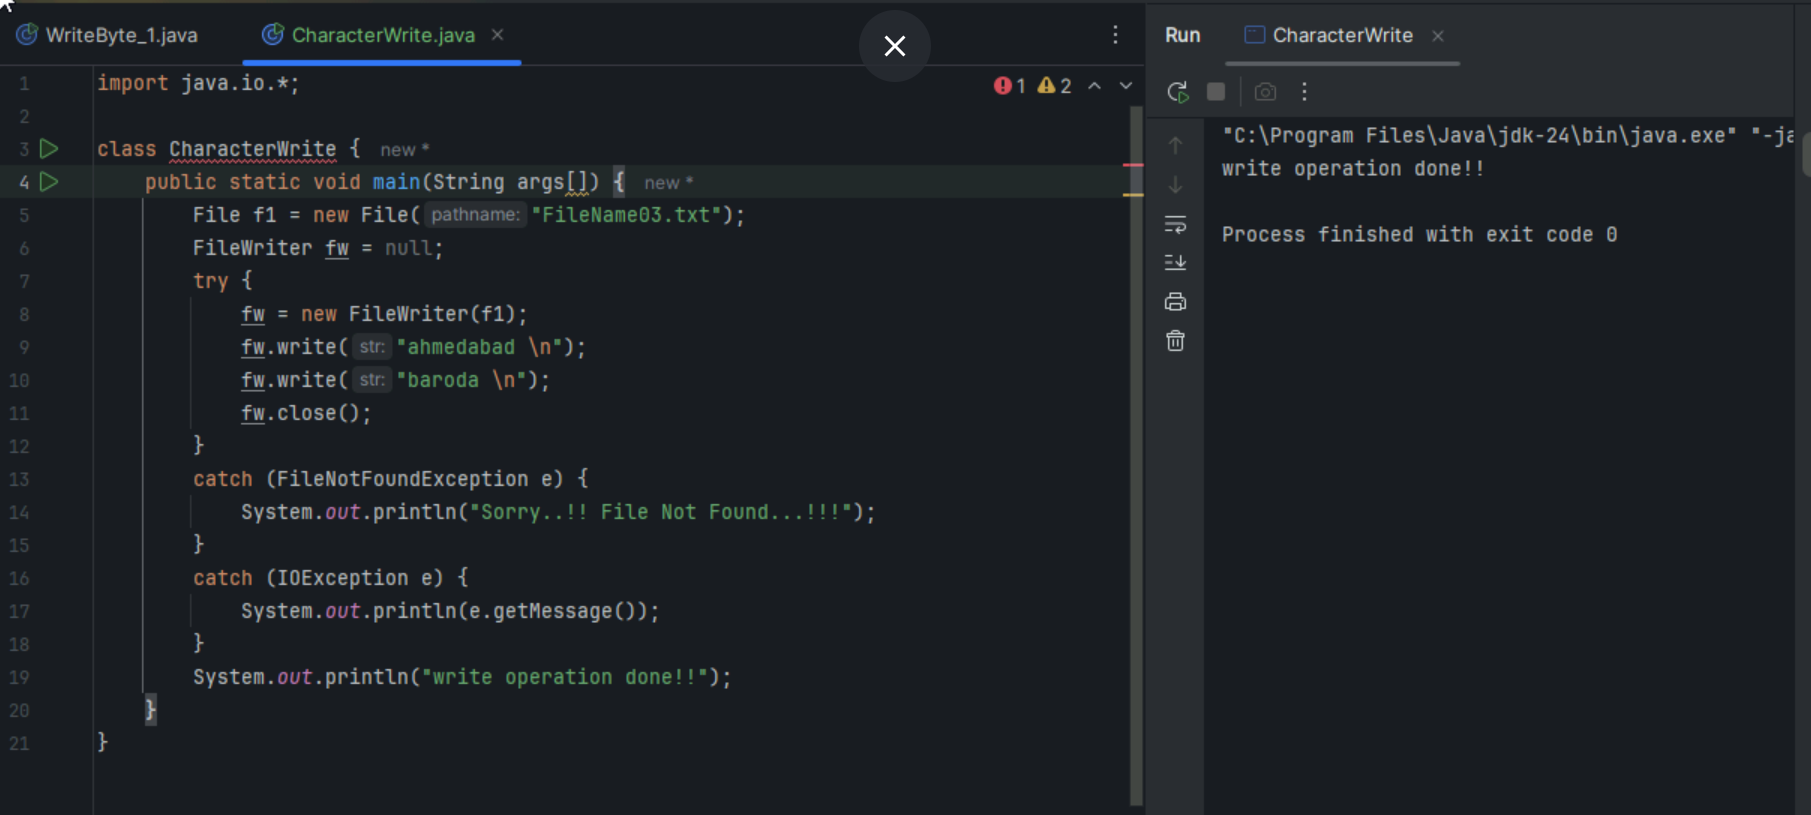 WriteByte_1.java CharacterWrite.java
1 import java.io.*; 1 2
2
3 class CharacterWrite { new *
4 public static void main(String args[]) { new *
5 File f1 = new File( pathname: "FileName03.txt");
6 FileWriter fw = null;
7 try {
8 fw = new FileWriter(f1);
9 fw.write( str: "ahmedabad \n");
10 fw.write( str: "baroda \n");
11 fw.close();
12 }
13 catch (FileNotFoundException e) {
14 System.out.println("Sorry..!! File Not Found...!!!");
15 }
16 catch (IOException e) {
17 System.out.println(e.getMessage());
18 }
19 System.out.println("write operation done!!");
20 }
21 }
Run CharacterWrite
"C:\Program Files\Java\jdk-24\bin\java.exe" "-ja
write operation done!!
Process finished with exit code 0